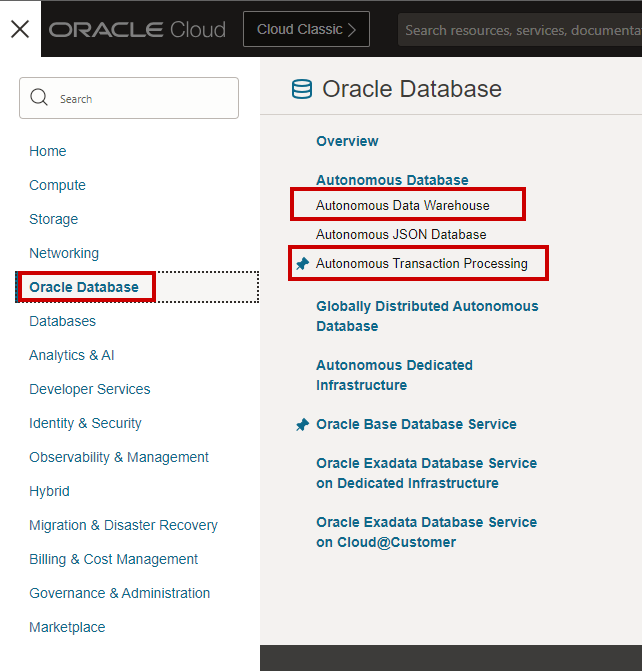 ORACLE Cloud
Cloud Classic
Search resources, services, documenta
Search
Home
Compute
Storage
Networking
Oracle Database
Databases
Analytics & AI
Developer Services
Identity & Security
Observability & Management
Hybrid
Migration & Disaster Recovery
Billing & Cost Management
Governance & Administration
Marketplace
Oracle Database
Overview
Autonomous Database
Autonomous Data Warehouse
Autonomous JSON Database
Autonomous Transaction Processing
Globally Distributed Autonomous
Database
Autonomous Dedicated
Infrastructure
Oracle Base Database Service
Oracle Exadata Database Service
on Dedicated Infrastructure
Oracle Exadata Database Service
on Cloud@Customer